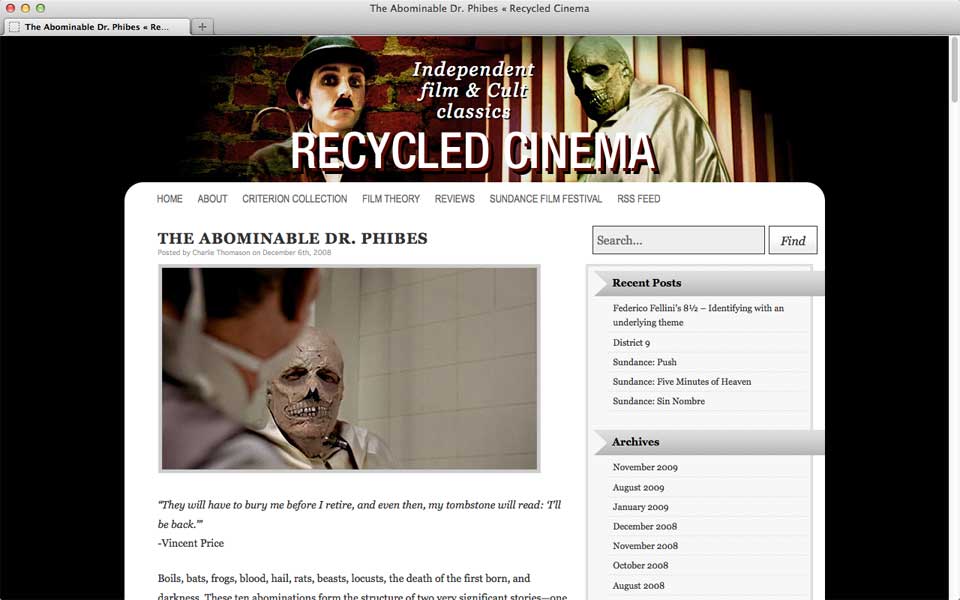 The Abominable Dr. Phibes « Recycled Cinema
The Abominable Dr. Phibes « Re...
Independent
film & Cult
classics
RECYCLED CINEMA
HOME ABOUT CRITERION COLLECTION FILM THEORY REVIEWS SUNDANCE FILM FESTIVAL RSS FEED
THE ABOMINABLE DR. PHIBES
Posted by Charlie Thomason on December 6th, 2008
“They will have to bury me before I retire, and even then, my tombstone will read: ‘I’ll
be back.’”
-Vincent Price
Boils, bats, frogs, blood, hail, rats, beasts, locusts, the death of the first born, and
darkness. These ten abominations form the structure of two very significant stories—one
Search...
Find
Recent Posts
Federico Fellini’s 8½ – Identifying with an
underlying theme
District 9
Sundance: Push
Sundance: Five Minutes of Heaven
Sundance: Sin Nombre
Archives
November 2009
August 2009
January 2009
December 2008
November 2008
October 2008
August 2008